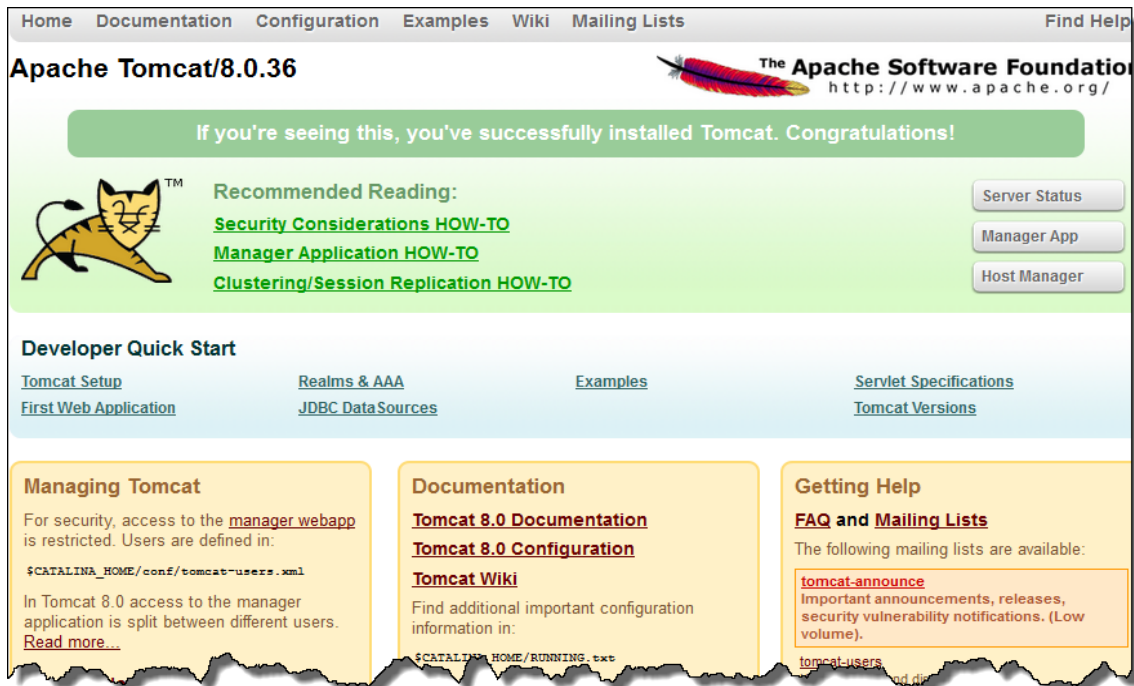 Home Documentation Configuration Examples Wiki Mailing Lists Find Help
Apache Tomcat/8.0.36
The Apache Software Foundation
http://www.apache.org/
If you're seeing this, you've successfully installed Tomcat. Congratulations!
TM
Recommended Reading:
Security Considerations HOW-TO
Manager Application HOW-TO
Clustering/Session Replication HOW-TO
Server Status
Manager App
Host Manager
Developer Quick Start
Tomcat Setup
First Web Application
Realms & AAA
JDBC DataSources
Examples
Servlet Specifications
Tomcat Versions
Managing Tomcat
For security, access to the manager webapp
is restricted. Users are defined in:
$CATALINA_HOME/conf/tomcat-users.xml
In Tomcat 8.0 access to the manager
application is split between different users.
Read more...
Documentation
Tomcat 8.0 Documentation
Tomcat 8.0 Configuration
Tomcat Wiki
Find additional important configuration
information in:
$CATALINA_HOME/RUNNING.txt
Getting Help
FAQ and Mailing Lists
The following mailing lists are available:
tomcat-announce
Important announcements, releases,
security vulnerability notifications. (Low
volume).
tomcat-users